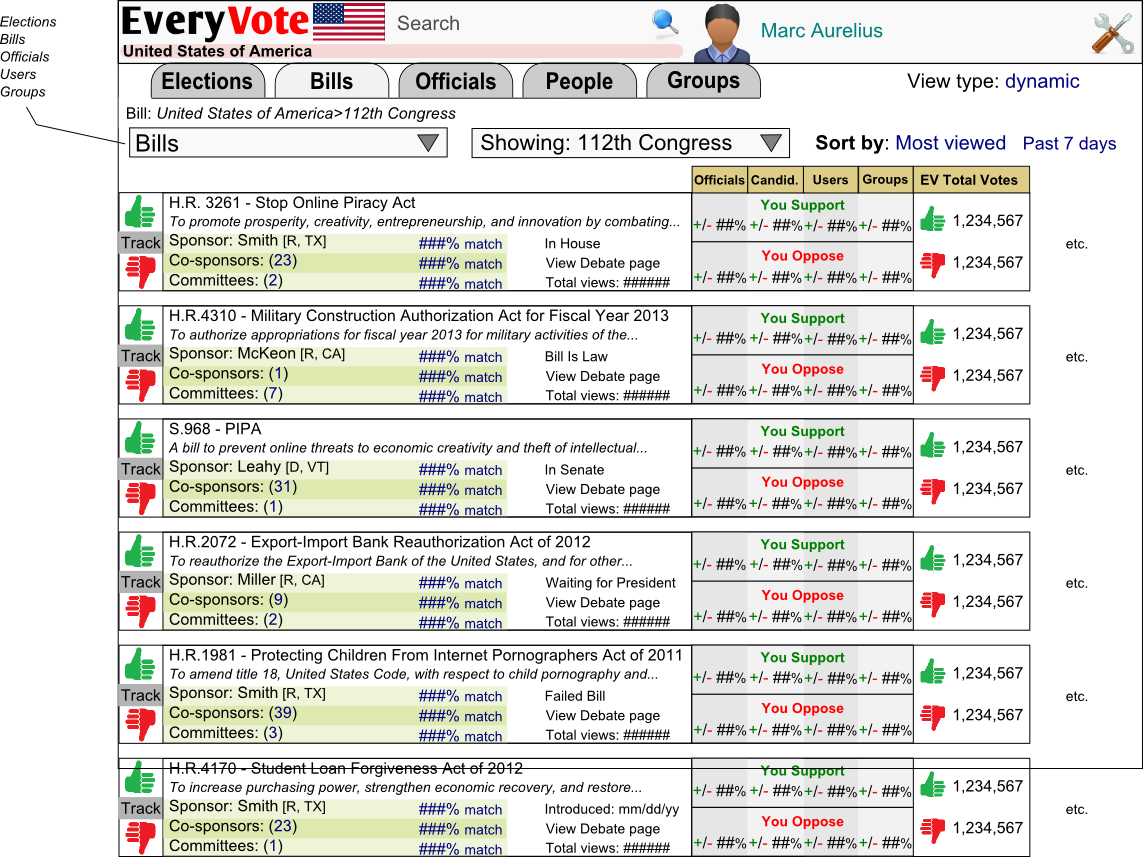 Elections
Bills
Officials
Users
Groups
EveryVote
Search
Marc Aurelius
United States of America
Elections
Bills
Officials
People
Groups
View type: dynamic
Bill: United States of America>112th Congress
Bills
Showing: 112th Congress
Sort by: Most viewed Past 7 days
Officials Candid. Users Groups EV Total Votes
H.R. 3261 - Stop Online Piracy Act
To promote prosperity, creativity, entrepreneurship, and innovation by combating...
Track
Sponsor: Smith [R, TX] ###% match In House
Co-sponsors: (23) ###% match View Debate page
Committees: (2) ###% match Total views: ######
You Support
+/- ##% +/- ##% +/- ##% +/- ##%
You Oppose
+/- ##% +/- ##% +/- ##% +/- ##%
1,234,567
1,234,567
etc.
H.R.4310 - Military Construction Authorization Act for Fiscal Year 2013
To authorize appropriations for fiscal year 2013 for military activities of the...
Track
Sponsor: McKeon [R, CA] ###% match Bill Is Law
Co-sponsors: (1) ###% match View Debate page
Committees: (7) ###% match Total views: ######
You Support
+/- ##% +/- ##% +/- ##% +/- ##%
You Oppose
+/- ##% +/- ##% +/- ##% +/- ##%
1,234,567
1,234,567
etc.
S.968 - PIPA
A bill to prevent online threats to economic creativity and theft of intellectual...
Track
Sponsor: Leahy [D, VT] ###% match In Senate
Co-sponsors: (31) ###% match View Debate page
Committees: (1) ###% match Total views: ######
You Support
+/- ##% +/- ##% +/- ##% +/- ##%
You Oppose
+/- ##% +/- ##% +/- ##% +/- ##%
1,234,567
1,234,567
etc.
H.R.2072 - Export-Import Bank Reauthorization Act of 2012
To reauthorize the Export-Import Bank of the United States, and for other...
Track
Sponsor: Miller [R, CA] ###% match Waiting for President
Co-sponsors: (9) ###% match View Debate page
Committees: (2) ###% match Total views: ######
You Support
+/- ##% +/- ##% +/- ##% +/- ##%
You Oppose
+/- ##% +/- ##% +/- ##% +/- ##%
1,234,567
1,234,567
etc.
H.R.1981 - Protecting Children From Internet Pornographers Act of 2011
To amend title 18, United States Code, with respect to child pornography and...
Track
Sponsor: Smith [R, TX] ###% match Failed Bill
Co-sponsors: (39) ###% match View Debate page
Committees: (3) ###% match Total views: ######
You Support
+/- ##% +/- ##% +/- ##% +/- ##%
You Oppose
+/- ##% +/- ##% +/- ##% +/- ##%
1,234,567
1,234,567
etc.
H.R.4170 - Student Loan Forgiveness Act of 2012
To increase purchasing power, strengthen economic recovery, and restore...
Track
Sponsor: Smith [R, TX] ###% match Introduced: mm/dd/yy
Co-sponsors: (23) ###% match View Debate page
Committees: (1) ###% match Total views: ######
You Support
+/- ##% +/- ##% +/- ##% +/- ##%
You Oppose
+/- ##% +/- ##% +/- ##% +/- ##%
1,234,567
1,234,567
etc.